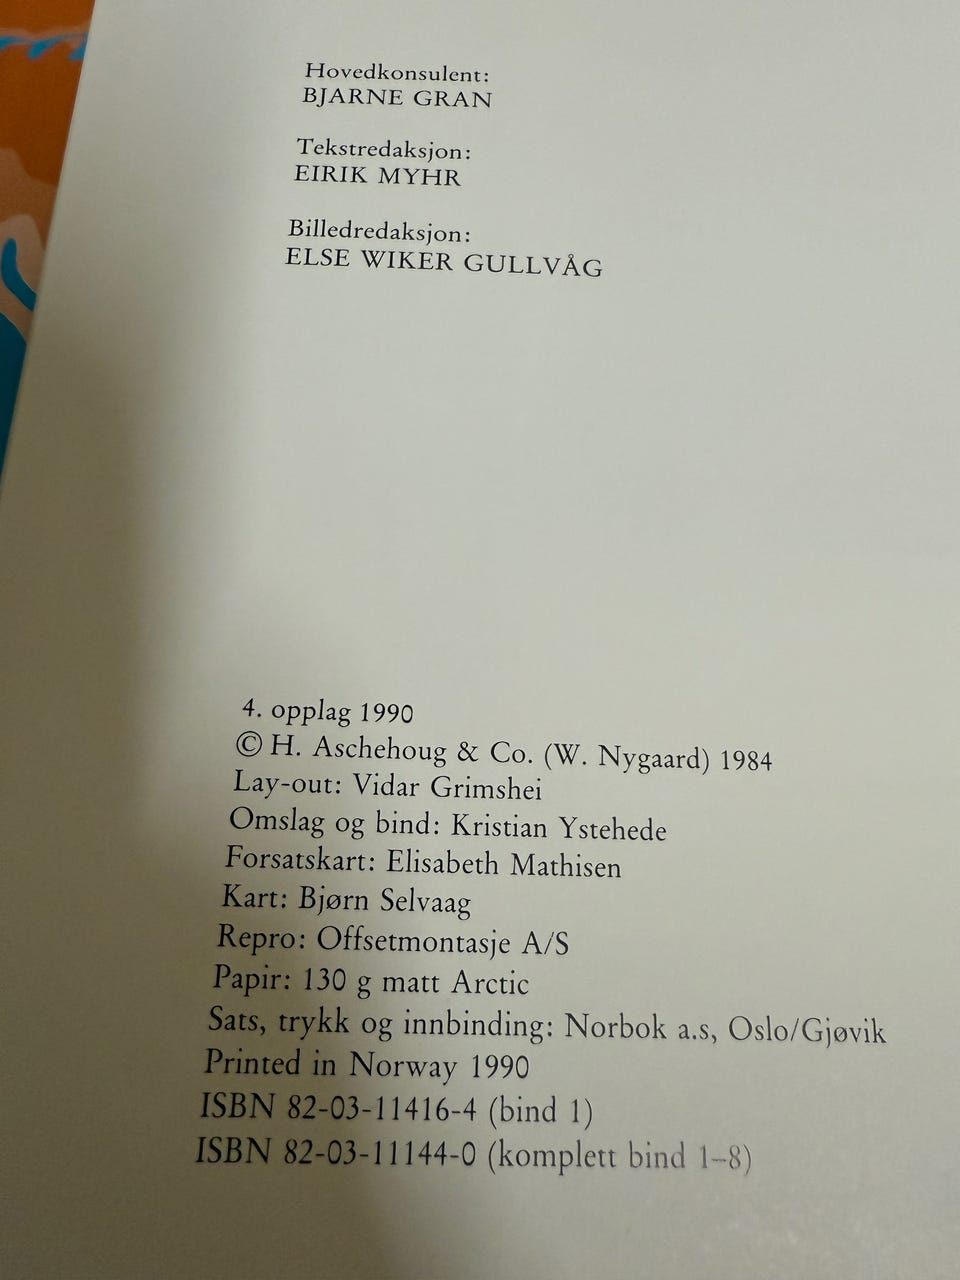 Hovedkonsulent:
BJARNE GRAN
Tekstredaksjon:
EIRIK MYHR
Billedredaksjon:
ELSE WIKER GULLVÅG
4. opplag 1990
© H. Aschehoug & Co. (W. Nygaard) 1984
Lay-out: Vidar Grimshei
Omslag og bind: Kristian Ystehede
Forsatskart: Elisabeth Mathisen
Kart: Bjørn Selvaag
Repro: Offsetmontasje A/S
Papir: 130 g matt Arctic
Sats, trykk og innbinding: Norbok a.s, Oslo/Gjøvik
Printed in Norway 1990
ISBN 82-03-11416-4 (bind 1)
ISBN 82-03-11144-0 (komplett bind 1–8)